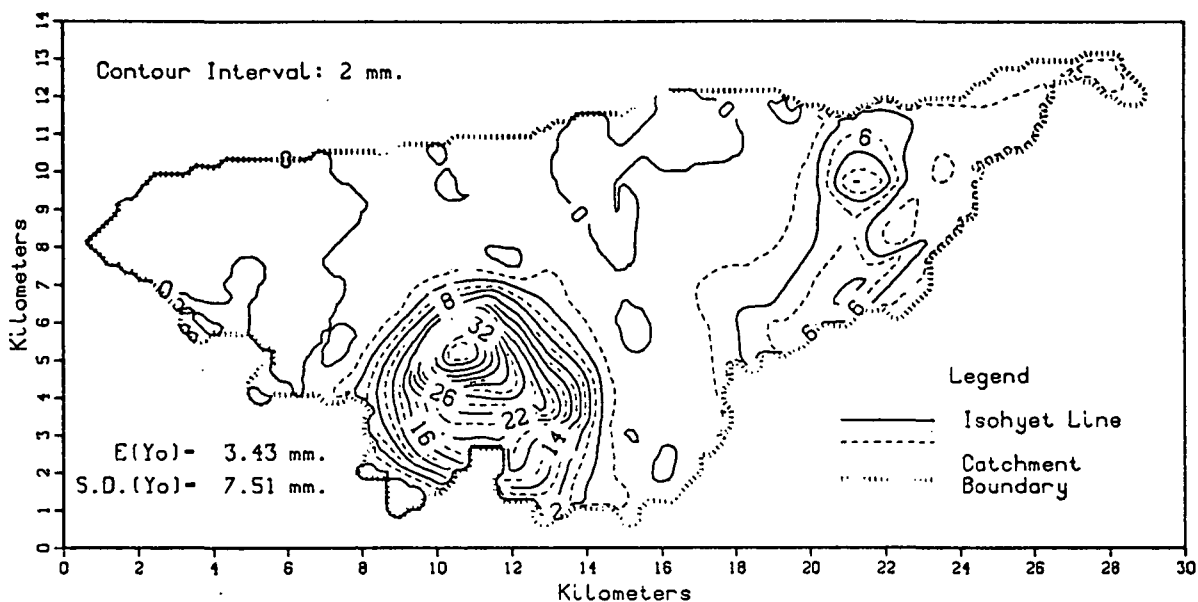 Contour Interval: 2 mm.
0
0
0
0
6
8
32
26
22
16
14
2
6
6
E(Yo)= 3.43 mm.
S.D.(Yo)= 7.51 mm.
Legend
Isohyet Line
Catchment
Boundary
Kilometers
14
13
12
11
10
9
8
7
6
5
4
3
2
1
0
0 2 4 6 8 10 12 14 16 18 20 22 24 26 28 30
Kilometers